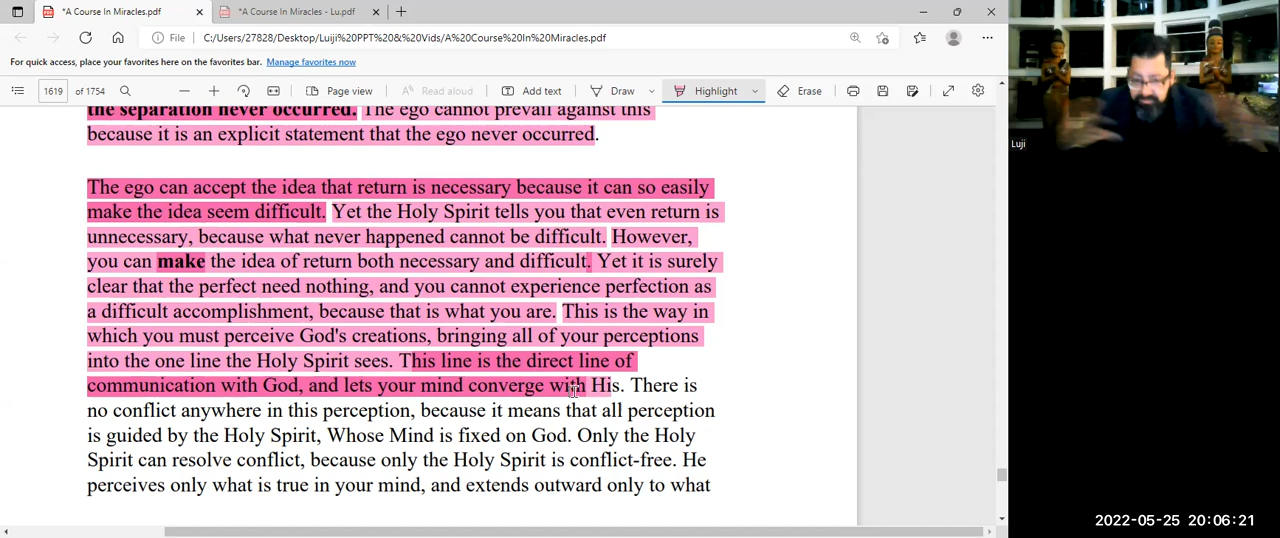 *A Course In Miracles.pdf
*A Course In Miracles - Lu.pdf
File
C:/Users/27828/Desktop/Luiji%20PPT%20&%20Vids/A%20Course%20In%20Miracles.pdf
For quick access, place your favorites here on the favorites bar. Manage favorites now
1619 of 1754
Page view
Read aloud
Add text
Draw
Highlight
Erase
the separation never occurred. The ego cannot prevail against this
because it is an explicit statement that the ego never occurred.
The ego can accept the idea that return is necessary because it can so easily
make the idea seem difficult. Yet the Holy Spirit tells you that even return is
unnecessary, because what never happened cannot be difficult. However,
you can make the idea of return both necessary and difficult. Yet it is surely
clear that the perfect need nothing, and you cannot experience perfection as
a difficult accomplishment, because that is what you are. This is the way in
which you must perceive God's creations, bringing all of your perceptions
into the one line the Holy Spirit sees. This line is the direct line of
communication with God, and lets your mind converge with His. There is
no conflict anywhere in this perception, because it means that all perception
is guided by the Holy Spirit, Whose Mind is fixed on God. Only the Holy
Spirit can resolve conflict, because only the Holy Spirit is conflict-free. He
perceives only what is true in your mind, and extends outward only to what
Luji
2022-05-25 20:06:21